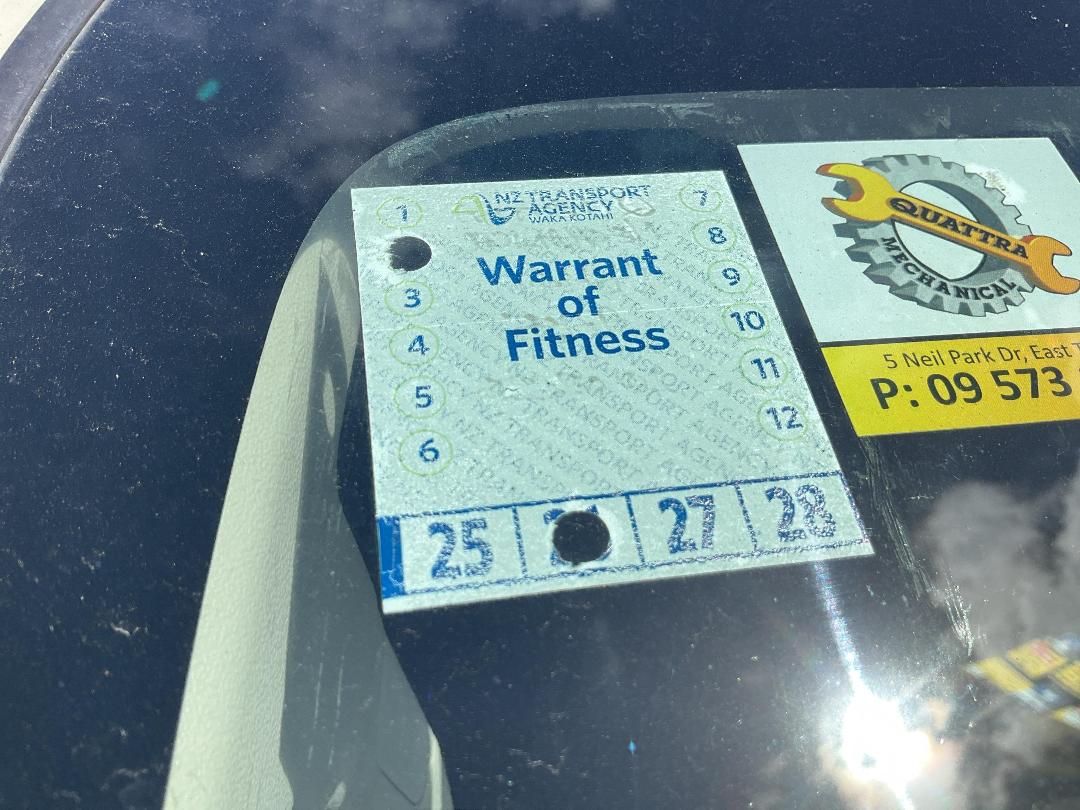 NZ TRANSPORT
AGENCY
WAKA KOTAHI
Warrant
of
Fitness
1
3
4
5
6
7
8
9
10
11
12
25 27 28
QUATTRA
MECHANICAL
5 Neil Park Dr, East
P: 09 573